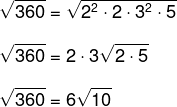 √360 = √2² · 2 · 3² · 5
√360 = 2 · 3√2 · 5
√360 = 6√10